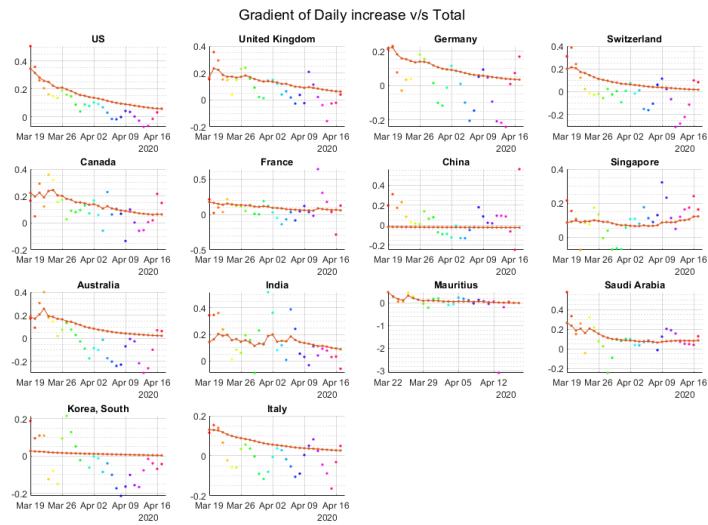 Gradient of Daily increase v/s Total
US
0.4
0.2
0
Mar 19 Mar 26 Apr 02 Apr 09 Apr 16
2020
United Kingdom
0.4
0.2
0
-0.2
Mar 19 Mar 26 Apr 02 Apr 09 Apr 16
2020
Germany
0.2
0
-0.2
Mar 19 Mar 26 Apr 02 Apr 09 Apr 16
2020
Switzerland
0.4
0.2
0
-0.2
Mar 19 Mar 26 Apr 02 Apr 09 Apr 16
2020
Canada
0.4
0.2
0
-0.2
Mar 19 Mar 26 Apr 02 Apr 09 Apr 16
2020
France
0.5
0
-0.5
Mar 19 Mar 26 Apr 02 Apr 09 Apr 16
2020
China
0.4
0.2
0
-0.2
Mar 19 Mar 26 Apr 02 Apr 09 Apr 16
2020
Singapore
0.4
0.2
0
Mar 19 Mar 26 Apr 02 Apr 09 Apr 16
2020
Australia
0.4
0.2
0
-0.2
Mar 19 Mar 26 Apr 02 Apr 09 Apr 16
2020
India
0.4
0.2
0
Mar 19 Mar 26 Apr 02 Apr 09 Apr 16
2020
Mauritius
0
-1
-2
-3
Mar 22 Mar 29 Apr 05 Apr 12
2020
Saudi Arabia
0.4
0.2
0
-0.2
Mar 19 Mar 26 Apr 02 Apr 09 Apr 16
2020
Korea, South
0.2
0
-0.2
Mar 19 Mar 26 Apr 02 Apr 09 Apr 16
2020
Italy
0.2
0
-0.2
Mar 19 Mar 26 Apr 02 Apr 09 Apr 16
2020